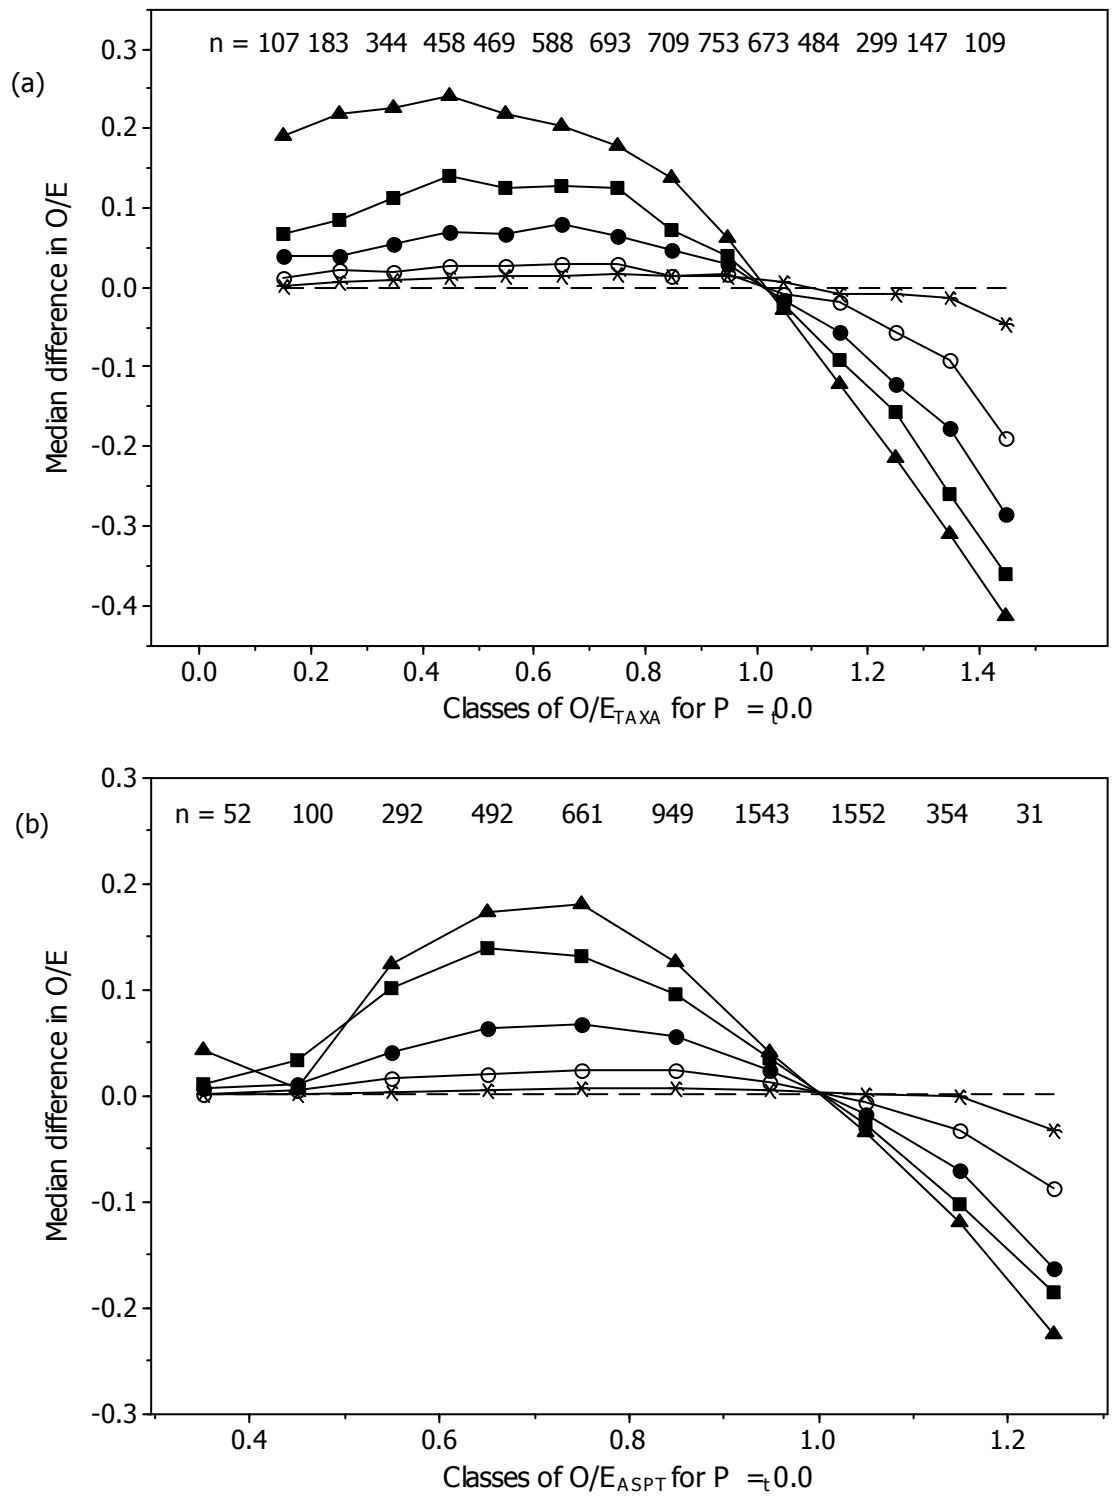 (a)
n = 107 183 344 458 469 588 693 709 753 673 484 299 147 109
0.3
0.2
0.1
0.0
-0.1
-0.2
-0.3
-0.4
Median difference in O/E
0.0 0.2 0.4 0.6 0.8 1.0 1.2 1.4
Classes of O/E TAXA for P = t 0.0
(b)
n = 52 100 292 492 661 949 1543 1552 354 31
0.3
0.2
0.1
0.0
-0.1
-0.2
-0.3
Median difference in O/E
0.4 0.6 0.8 1.0 1.2
Classes of O/E ASPT for P = t 0.0